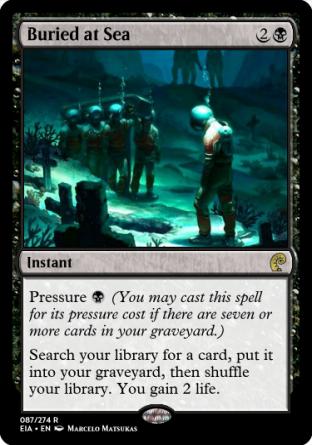 Buried at Sea 2
Instant
Pressure (You may cast this spell
for its pressure cost if there are seven or
more cards in your graveyard.)
Search your library for a card, put it
into your graveyard, then shuffle
your library. You gain 2 life.
087/274 R
EIA • EN Marcelo Matsukas